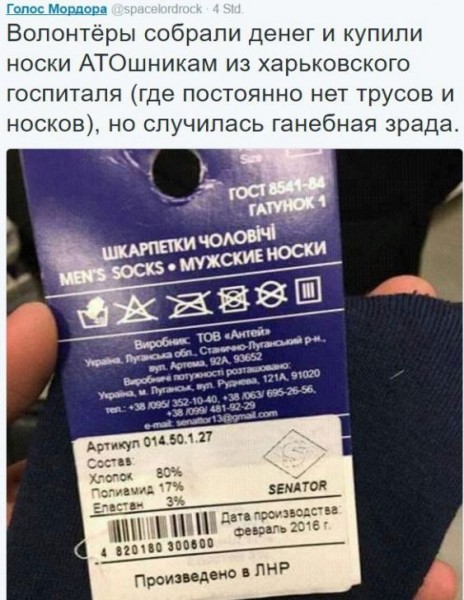 Голос Мордора @spacelordrock · 4 Std.
Волонтёры собрали денег и купили
носки АТОшникам из харьковского
госпиталя (где постоянно нет трусов и
носков), но случилась ганебная зрада.
Size
ГОСТ 8541-84
ГАТУНОК 1
ШКАРПЕТКИ ЧОЛОВІЧІ
MEN'S SOCKS • МУЖСКИЕ НОСКИ
Виробник: ТОВ «Антей»
Україна, Луганська обл., Станично-Луганський р-н.,
вул. Артема, 92А, 93652
Виробничі потужності розташовано:
Україна, м. Луганськ, вул. Руднєва, 121А, 91020
тел.: +38 /095/ 352-10-40, +38 /063/ 695-26-56,
+38 /099/ 481-92-29
e-mail: senattor13@gmail.com
Артикул 014.50.1.27
Состав:
Хлопок 80%
Полиамид 17%
Еластан 3%
SENATOR
Дата производства:
февраль 2016 г.
4 820180 300600
Произведено в ЛНР